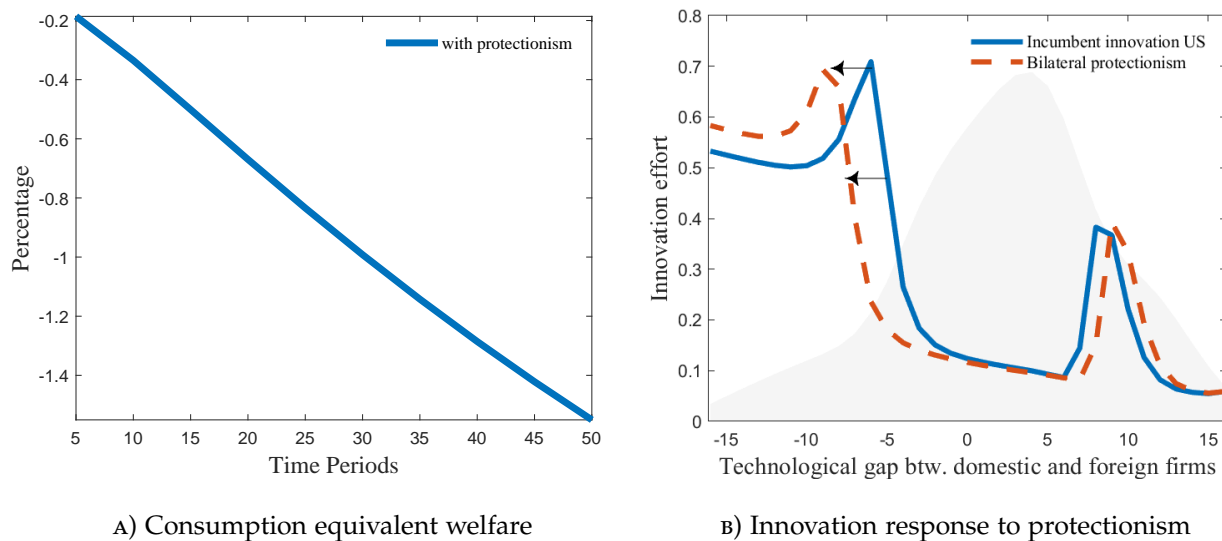 -0.2
-0.4
-0.6
-0.8
-1
-1.2
-1.4
Percentage
with protectionism
5 10 15 20 25 30 35 40 45 50
Time Periods
A) Consumption equivalent welfare
0.8
0.7
0.6
0.5
0.4
0.3
0.2
0.1
0
Innovation effort
Incumbent innovation US
Bilateral protectionism
-15 -10 -5 0 5 10 15
Technological gap btw. domestic and foreign firms
B) Innovation response to protectionism